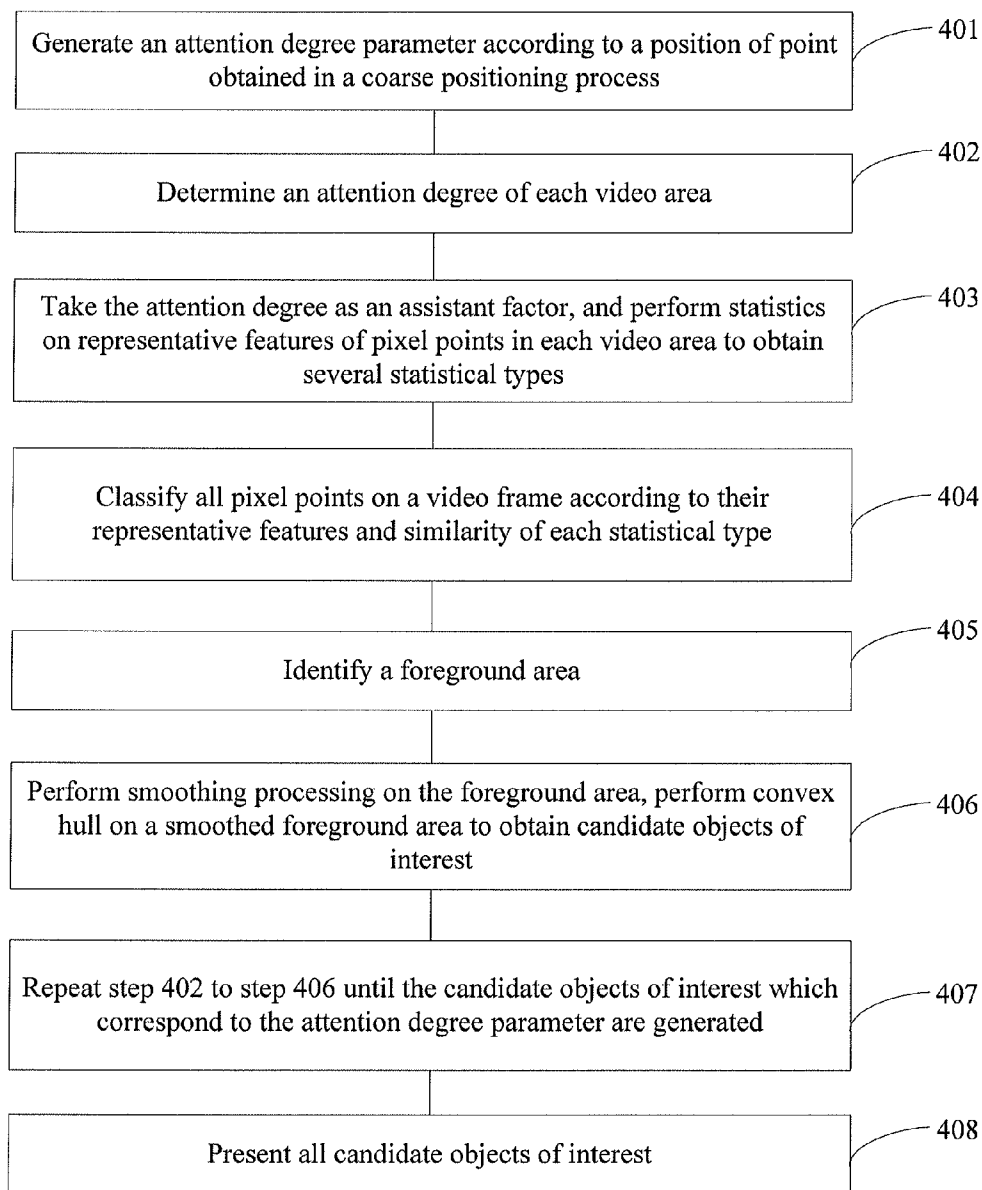 Generate an attention degree parameter according to a position of point
obtained in a coarse positioning process
401
Determine an attention degree of each video area
402
Take the attention degree as an assistant factor, and perform statistics
on representative features of pixel points in each video area to obtain
several statistical types
403
Classify all pixel points on a video frame according to their
representative features and similarity of each statistical type
404
Identify a foreground area
405
Perform smoothing processing on the foreground area, perform convex
hull on a smoothed foreground area to obtain candidate objects of
interest
406
Repeat step 402 to step 406 until the candidate objects of interest which
correspond to the attention degree parameter are generated
407
Present all candidate objects of interest
408